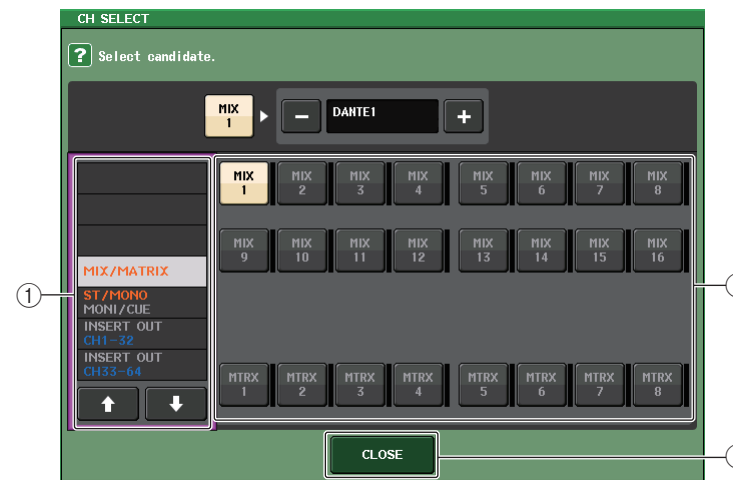 CH SELECT
? Select candidate.
MIX 1
− DANTE1 +
MIX/MATRIX
ST/MONO
MONI/CUE
INSERT OUT
CH1-32
INSERT OUT
CH33-64
MIX 1 MIX 2 MIX 3 MIX 4 MIX 5 MIX 6 MIX 7 MIX 8
MIX 9 MIX 10 MIX 11 MIX 12 MIX 13 MIX 14 MIX 15 MIX 16
MTRX 1 MTRX 2 MTRX 3 MTRX 4 MTRX 5 MTRX 6 MTRX 7 MTRX 8
CLOSE
①